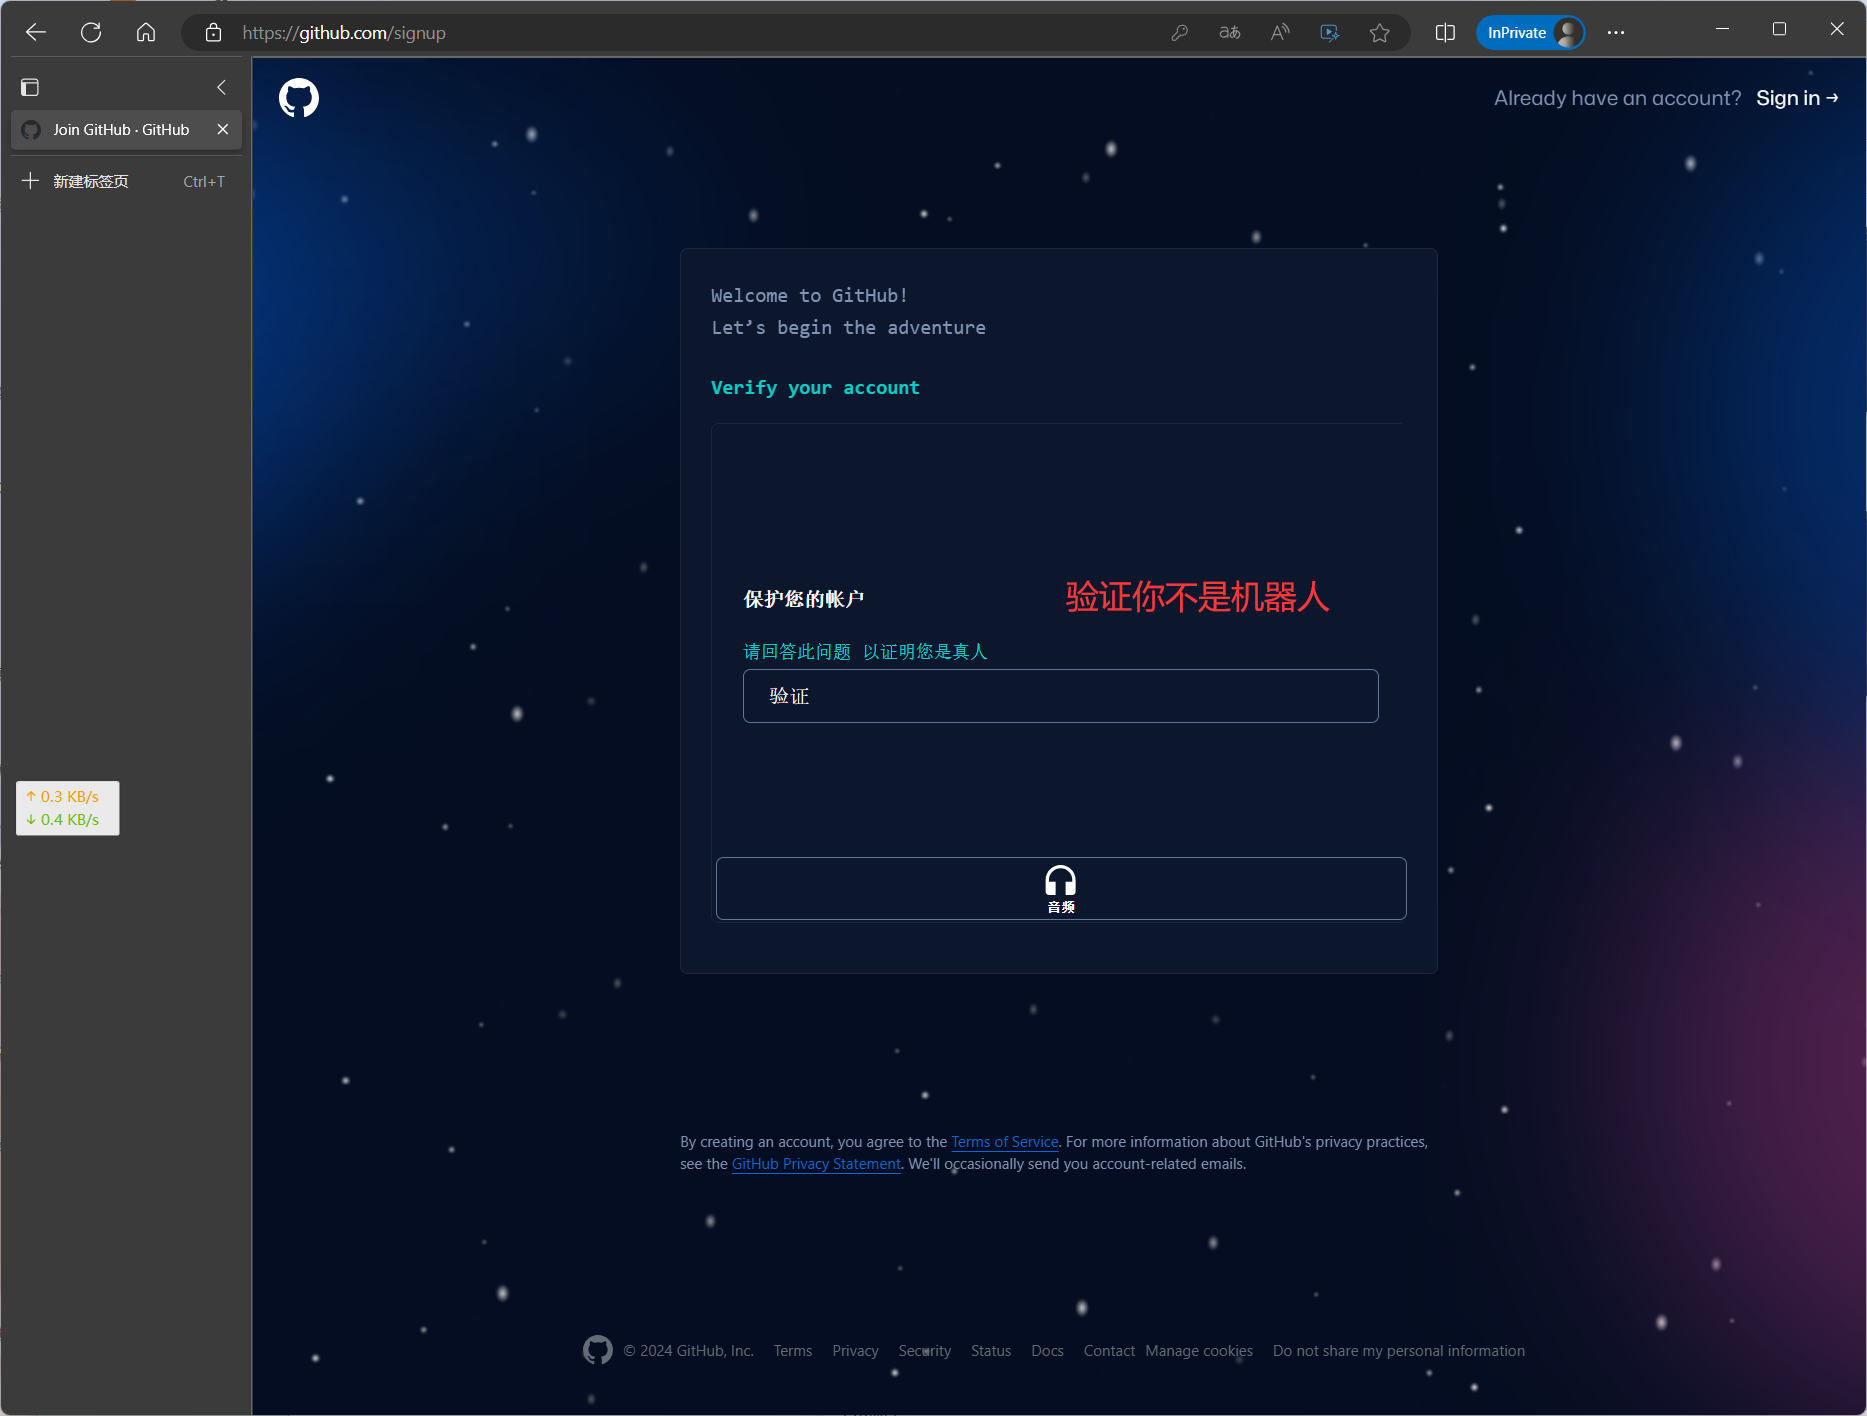 https://github.com/signup
InPrivate
Join GitHub · GitHub
新建标签页 Ctrl+T
Already have an account? Sign in →
Welcome to GitHub!
Let’s begin the adventure
Verify your account
保护您的帐户
验证你不是机器人
请回答此问题 以证明您是真人
验证
音频
↑ 0.3 KB/s
↓ 0.4 KB/s
By creating an account, you agree to the Terms of Service. For more information about GitHub's privacy practices,
see the GitHub Privacy Statement. We'll occasionally send you account-related emails.
© 2024 GitHub, Inc. Terms Privacy Security Status Docs Contact Manage cookies Do not share my personal information